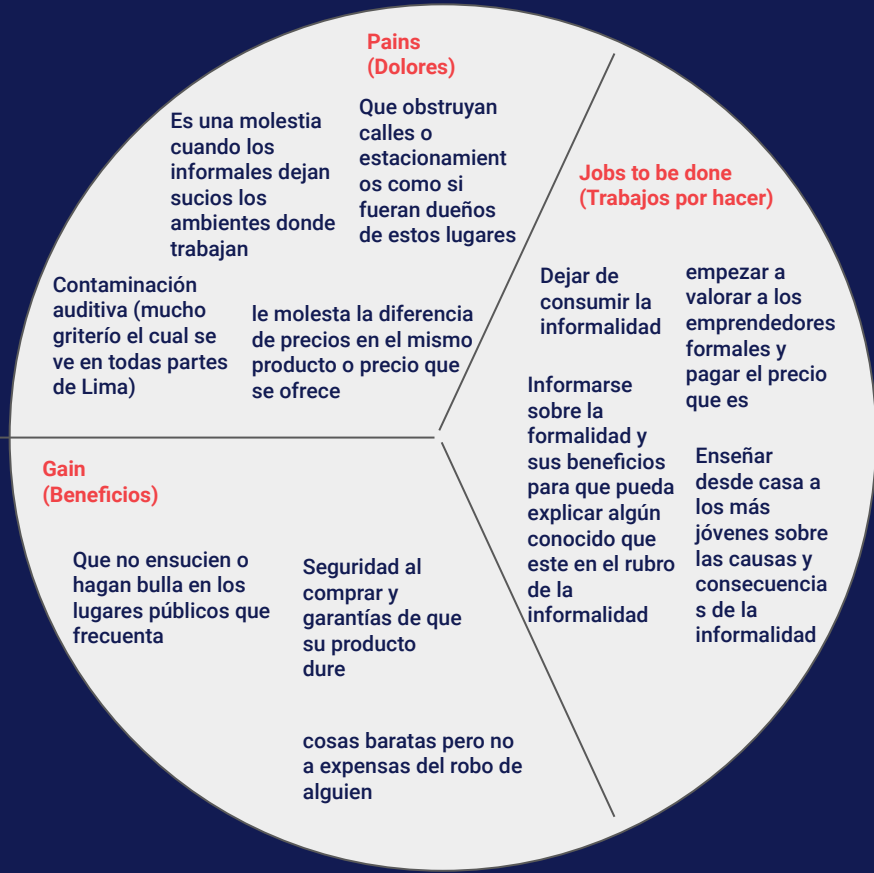 Pains
(Dolores)
Es una molestia
cuando los
informales dejan
sucios los
ambientes donde
trabajan
Que obstruyan
calles o
estacionamient
os como si
fueran dueños
de estos lugares
Contaminación
auditiva (mucho
griterío el cual se
ve en todas partes
de Lima)
le molesta la diferencia
de precios en el mismo
producto o precio que
se ofrece
Jobs to be done
(Trabajos por hacer)
Dejar de
consumir la
informalidad
empezar a
valorar a los
emprendedores
formales y
pagar el precio
que es
Informarse
sobre la
formalidad y
sus beneficios
para que pueda
explicar algún
conocido que
este en el rubro
de la
informalidad
Enseñar
desde casa a
los más
jóvenes sobre
las causas y
consecuencia
s de la
informalidad
Gain
(Beneficios)
Que no ensucien o
hagan bulla en los
lugares públicos que
frecuenta
Seguridad al
comprar y
garantías de que
su producto
dure
cosas baratas pero no
a expensas del robo de
alguien